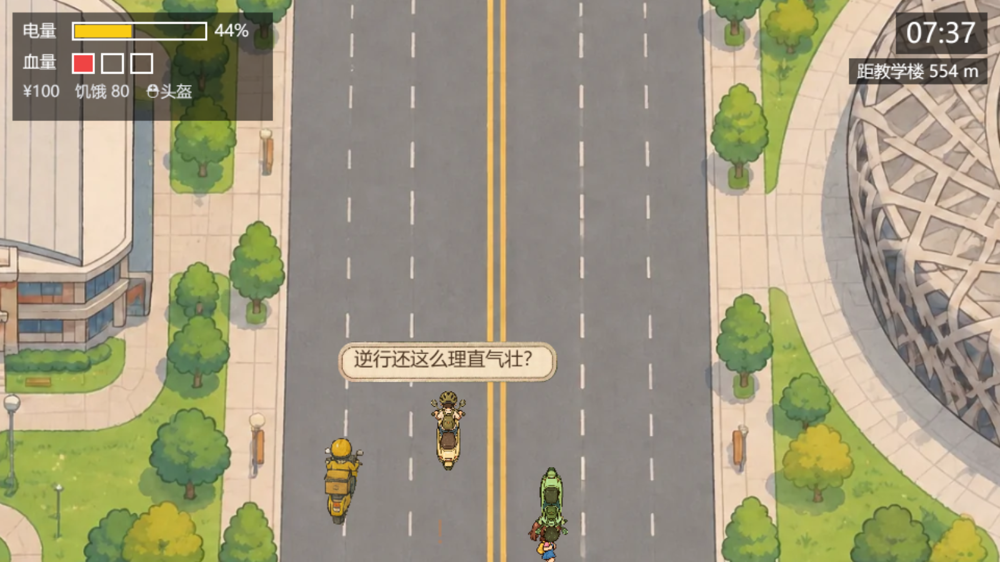 电量 44%
血量
¥100 饥饿 80 头盔
07:37
距教学楼 554 m
逆行还这么理直气壮?